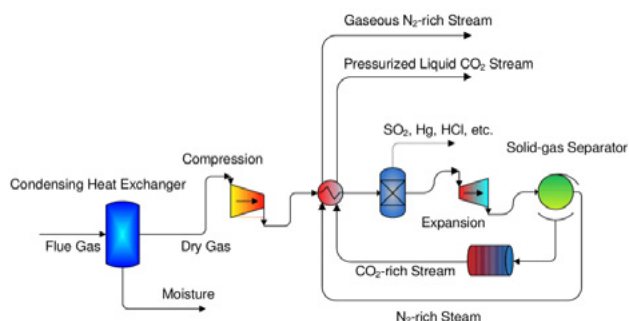 Gaseous N₂-rich Stream
Pressurized Liquid CO₂ Stream
SO₂, Hg, HCl, etc.
Solid-gas Separator
Compression
Condensing Heat Exchanger
Expansion
Flue Gas
Dry Gas
CO₂-rich Stream
Moisture
N₂-rich Steam